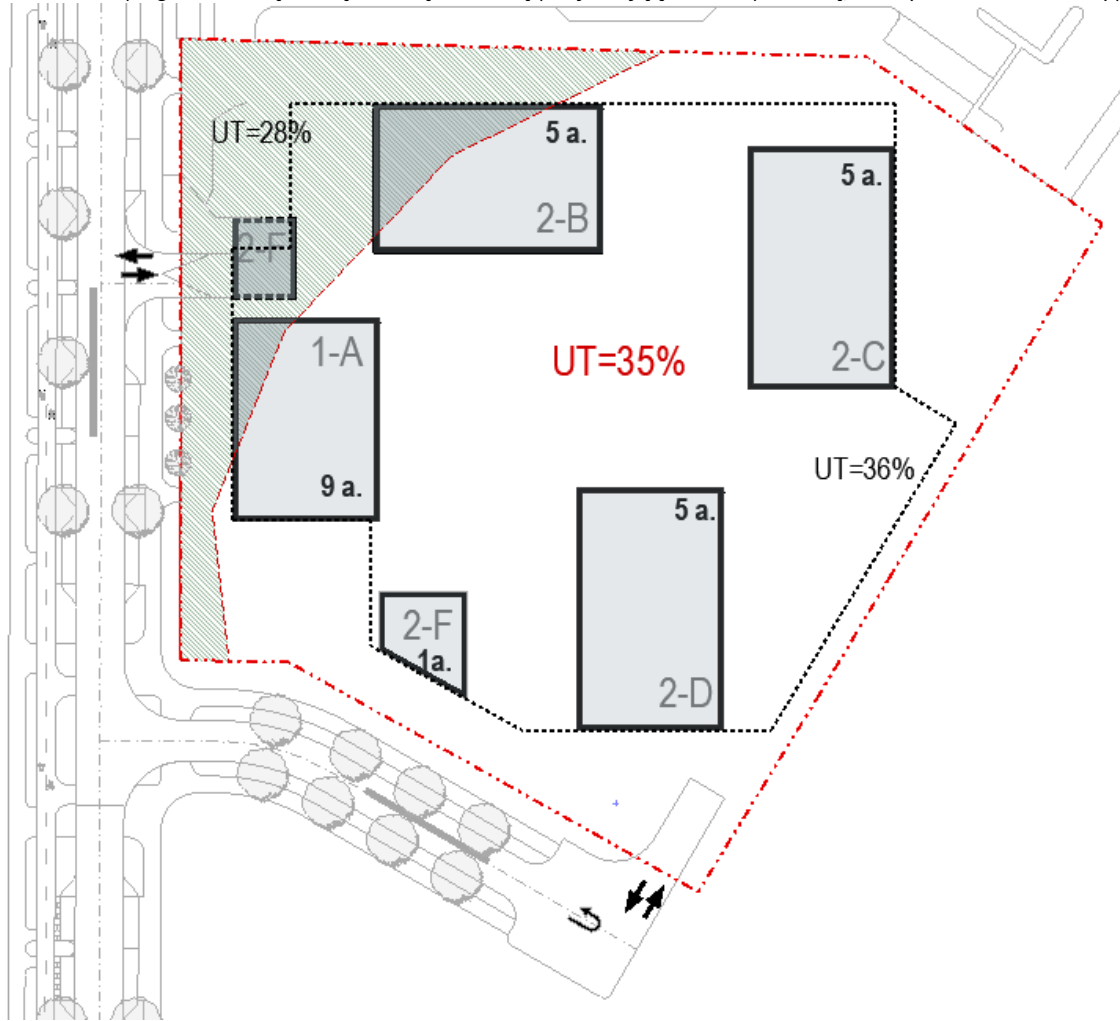 UT=28%
5 a.
2-B
5 a.
2-C
2-F
1-A
9 a.
UT=35%
UT=36%
5 a.
2-D
2-F
1a.